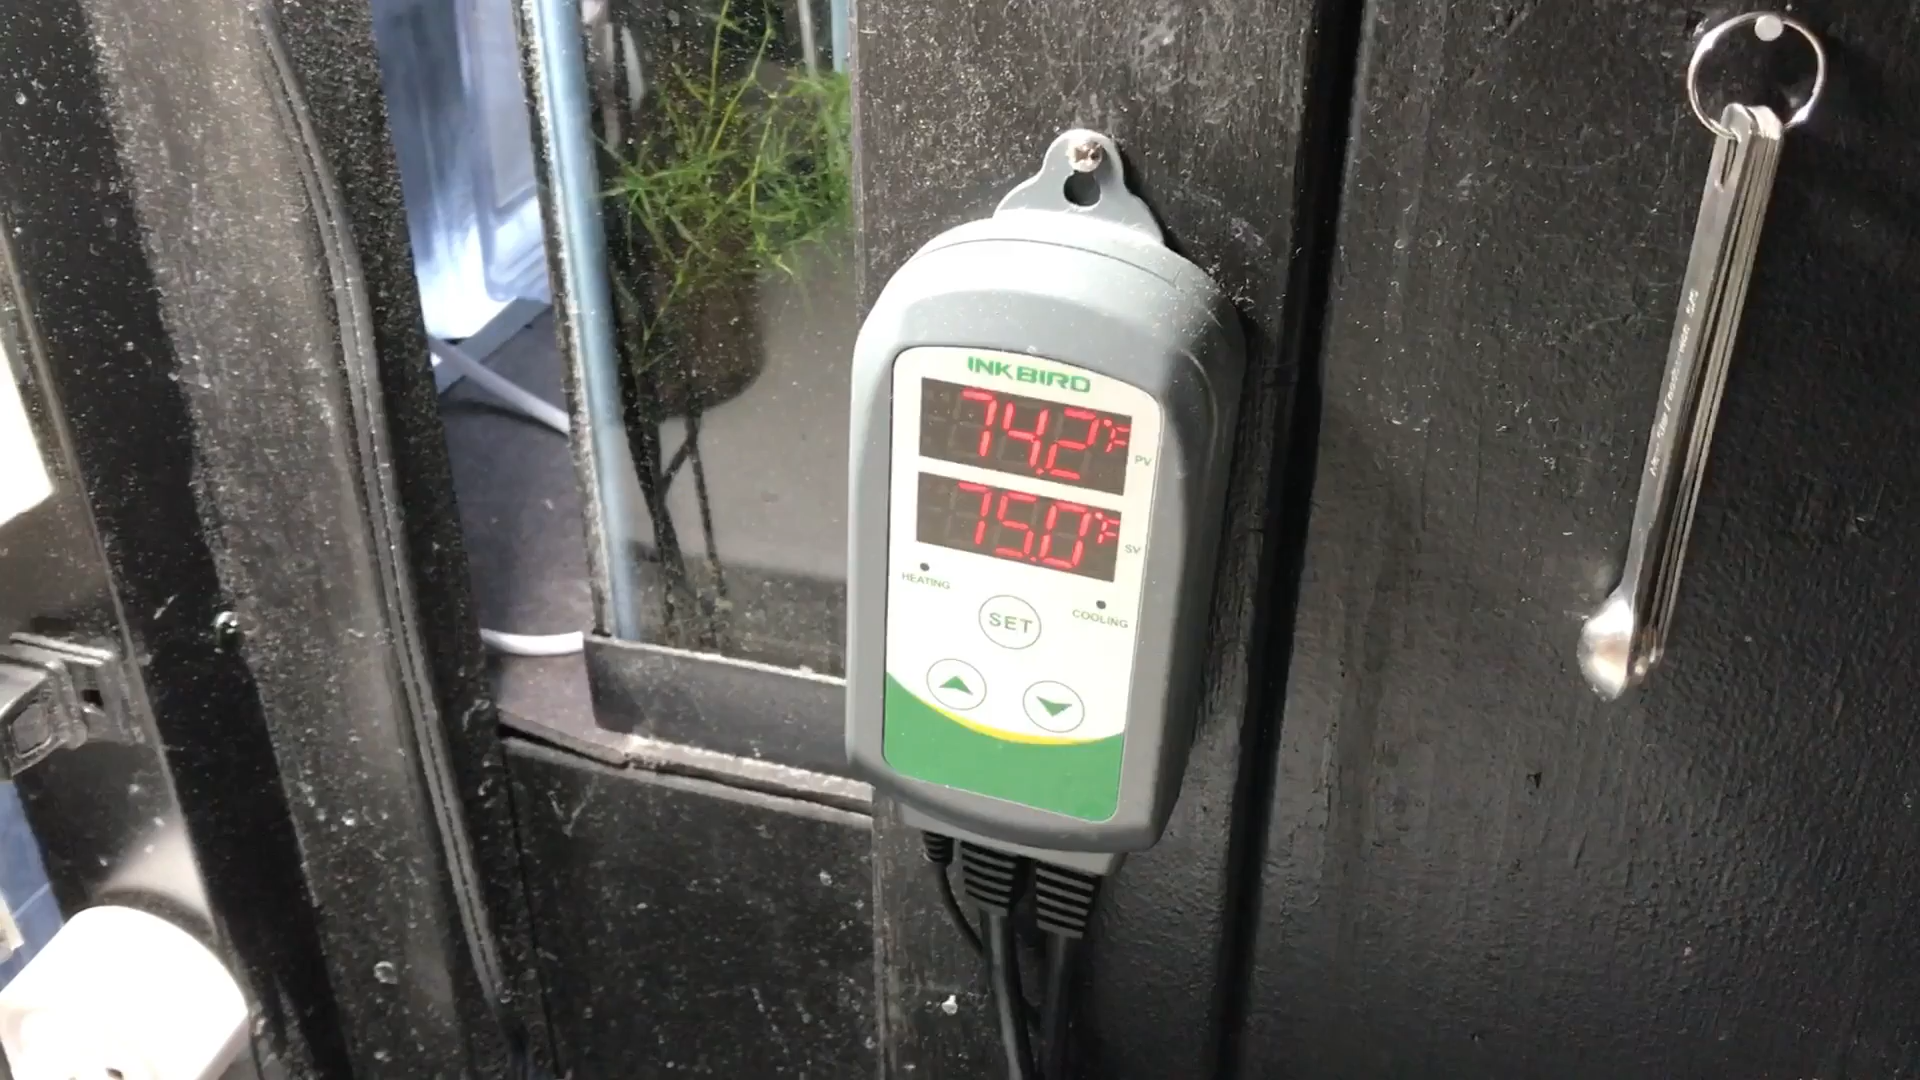 INKBIRD
74.2°F
PV
75.0°F
SV
HEATING
COOLING
SET